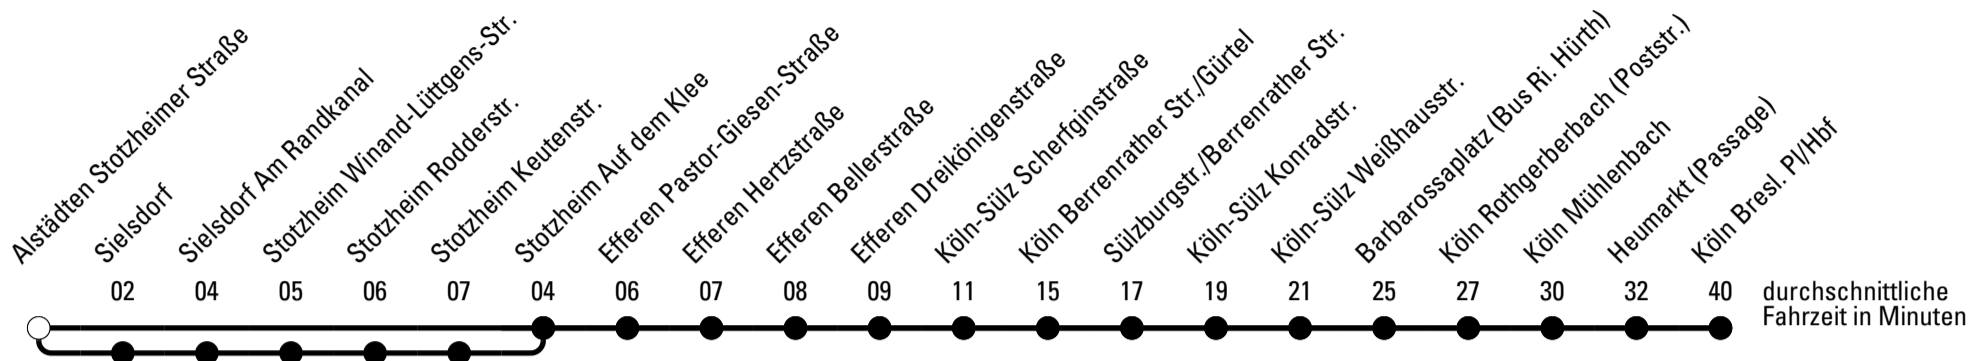 Alstädten Stotzheimer Straße
Sielsdorf
Sielsdorf Am Randkanal
Stotzheim Winand-Lüttgens-Str.
Stotzheim Rodderstr.
Stotzheim Keutenstr.
Stotzheim Auf dem Klee
Efferen Pastor-Giesen-Straße
Efferen Hertzstraße
Efferen Bellerstraße
Efferen Dreikönigenstraße
Köln-Sülz Scherfginstraße
Köln Berrenrather Str./Gürtel
Sülzburgstr./Berrenrather Str.
Köln-Sülz Konradstr.
Köln-Sülz Weißhausstr.
Barbarossaplatz (Bus Ri. Hürth)
Köln Rothgerberbach (Poststr.)
Köln Mühlenbach
Heumarkt (Passage)
Köln Bresl. Pl/Hbf
02 04 05 06 07 04 06 07 08 09 11 15 17 19 21 25 27 30 32 40 durchschnittliche
Fahrzeit in Minuten